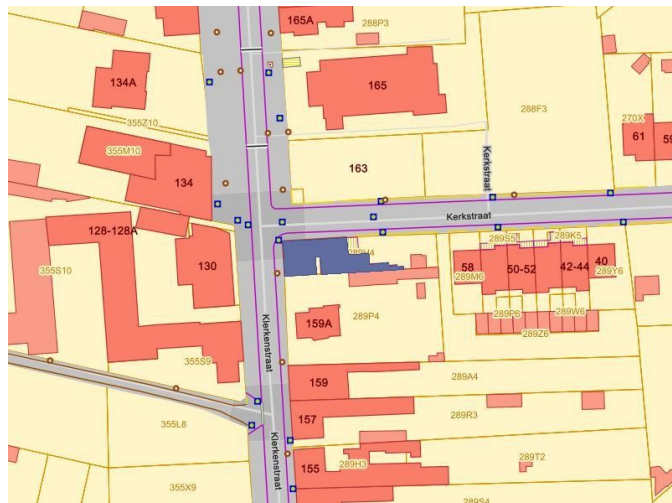 165A
288P3
134A
165
288F3
355Z10
270X
61
59
355M10
163
Kerkstraat
134
Kerkstraat
128-128A
289S5
289K5
289H4
130
58
50-52
42-44
40
355S10
289M6
289Y6
159A
289P4
289P6
289W6
289Z6
Klerkenstraat
355S9
159
289A4
157
289R3
355L8
Klerkenstraat
155
289H3
289T2
355X9
289S4